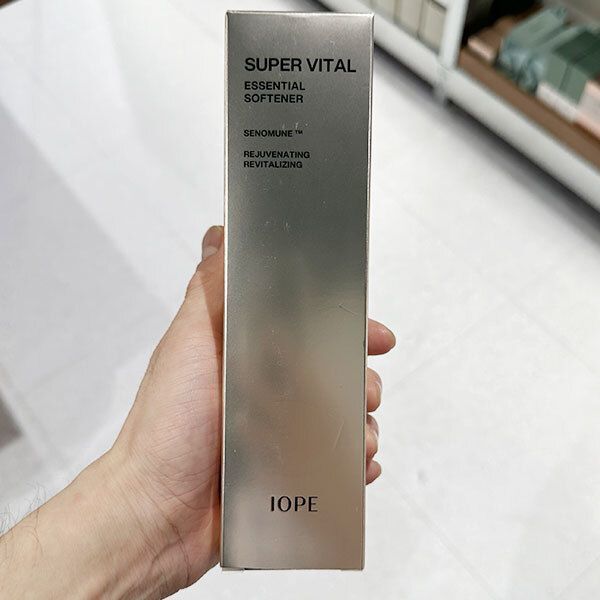 SUPER VITAL
ESSENTIAL
SOFTENER
SENOMUNE ™
REJUVENATING
REVITALIZING
IOPE